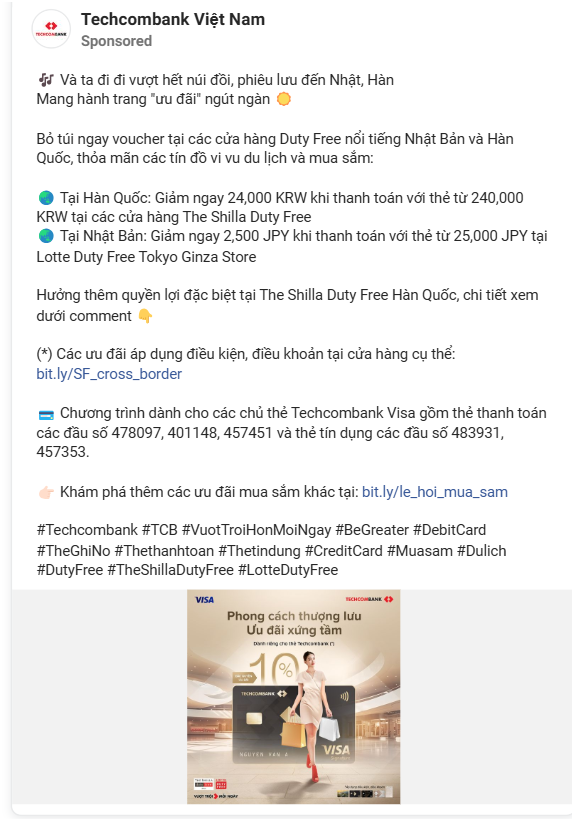 TECHCOMBANK
Techcombank Việt Nam
Sponsored
🎶 Và ta đi đi vượt hết núi đồi, phiêu lưu đến Nhật, Hàn
Mang hành trang "ưu đãi" ngút ngàn 🌼
Bỏ túi ngay voucher tại các cửa hàng Duty Free nổi tiếng Nhật Bản và Hàn
Quốc, thỏa mãn các tín đồ vi vu du lịch và mua sắm:
🌏 Tại Hàn Quốc: Giảm ngay 24,000 KRW khi thanh toán với thẻ từ 240,000
KRW tại các cửa hàng The Shilla Duty Free
🌏 Tại Nhật Bản: Giảm ngay 2,500 JPY khi thanh toán với thẻ từ 25,000 JPY tại
Lotte Duty Free Tokyo Ginza Store
Hưởng thêm quyền lợi đặc biệt tại The Shilla Duty Free Hàn Quốc, chi tiết xem
dưới comment 👇
(*) Các ưu đãi áp dụng điều kiện, điều khoản tại cửa hàng cụ thể:
bit.ly/SF_cross_border
💳 Chương trình dành cho các chủ thẻ Techcombank Visa gồm thẻ thanh toán
các đầu số 478097, 401148, 457451 và thẻ tín dụng các đầu số 483931,
457353.
👉🏻 Khám phá thêm các ưu đãi mua sắm khác tại: bit.ly/le_hoi_mua_sam
#Techcombank #TCB #VuotTroiHonMoiNgay #BeGreater #DebitCard
#TheGhiNo #Thethanhtoan #Thetindung #CreditCard #Muasam #Dulich
#DutyFree #TheShillaDutyFree #LotteDutyFree
VISA
TECHCOMBANK
Phong cách thượng lưu
Ưu đãi xứng tầm
Dành riêng cho thẻ Techcombank (*)
10%
TECHCOMBANK
NGUYEN VAN A
VISA
VƯỢT TRỘI MỖI NGÀY